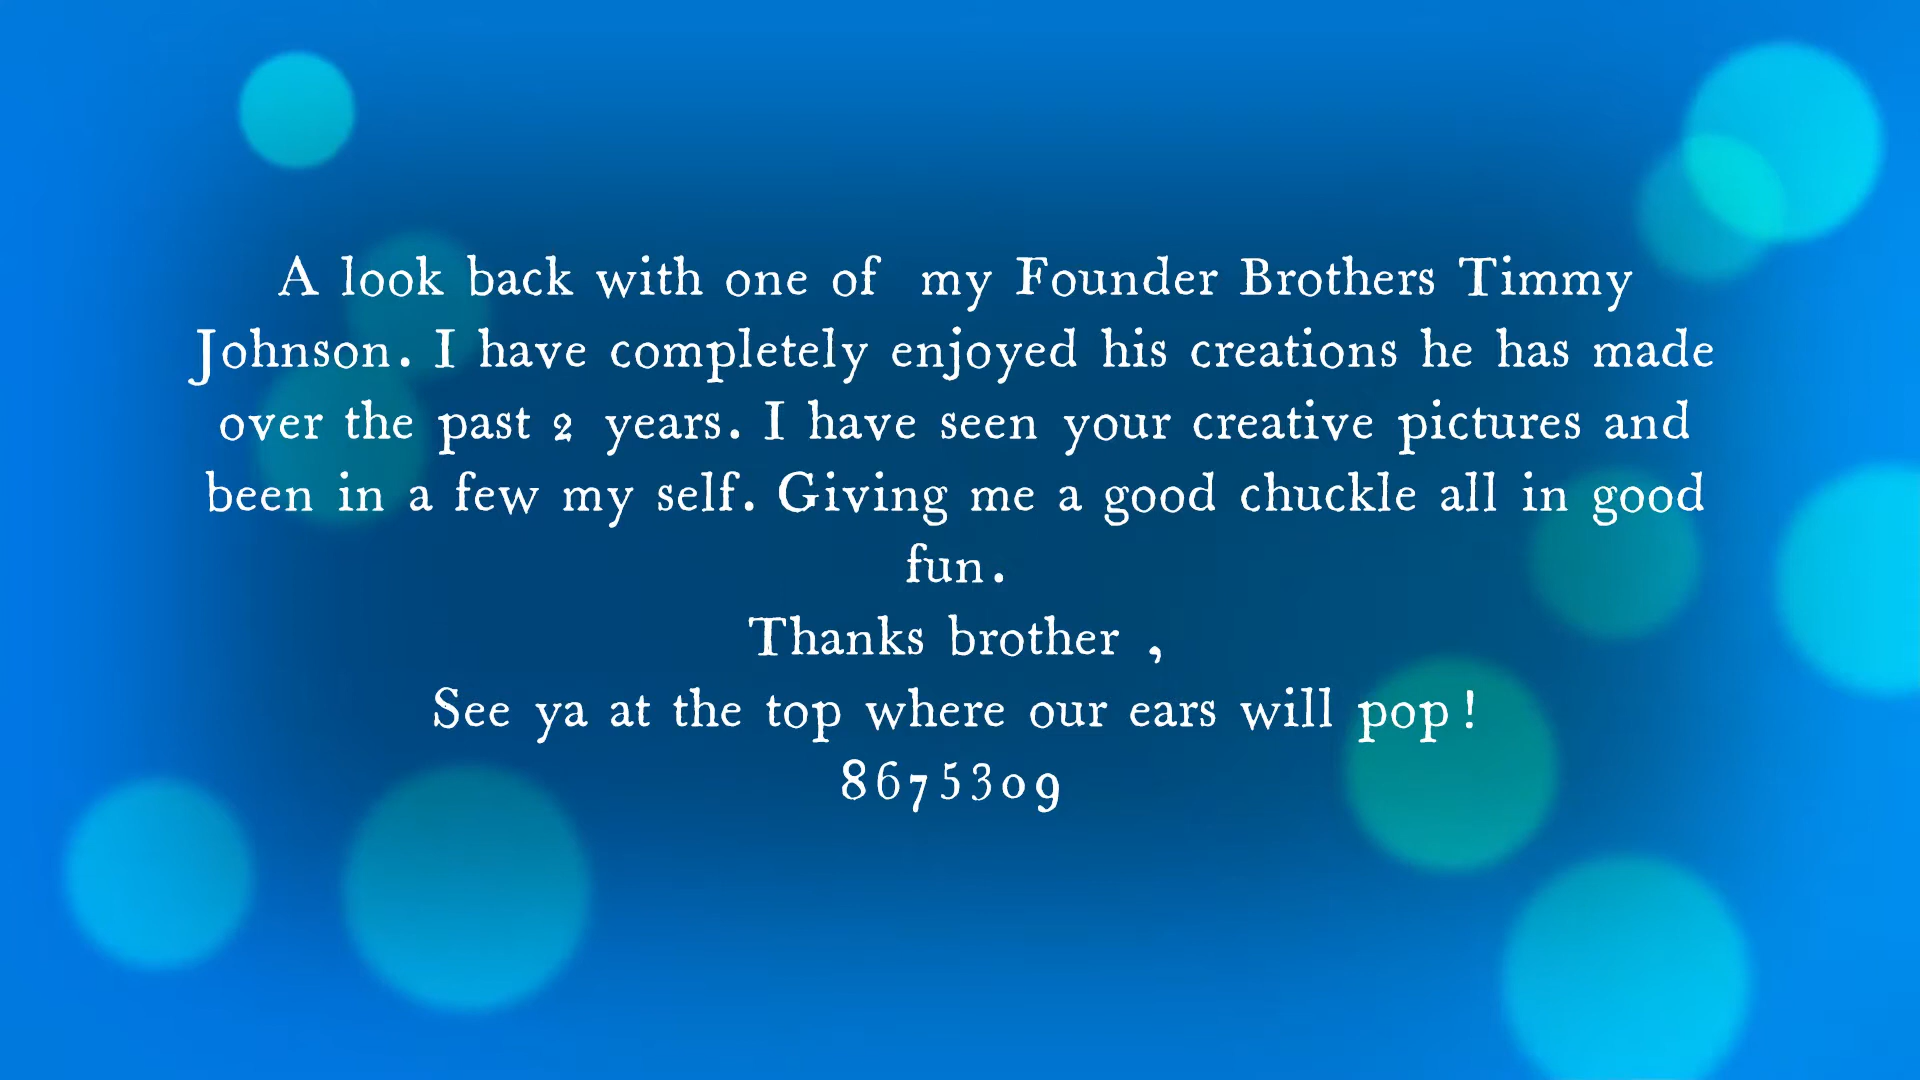 A look back with one of  my Founder Brothers Timmy
Johnson. I have completely enjoyed his creations he has made
over the past 2 years. I have seen your creative pictures and
been in a few my self. Giving me a good chuckle all in good
fun.
Thanks brother ,
See ya at the top where our ears will pop!
8675309